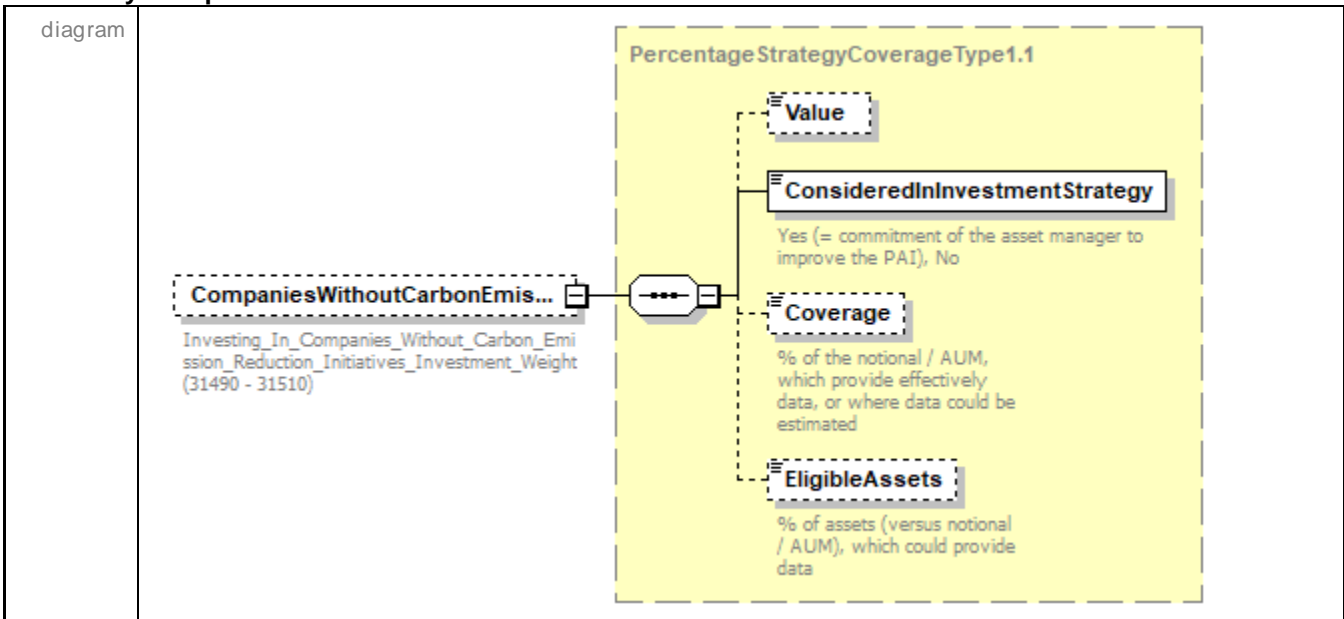 diagram
PercentageStrategyCoverageType1.1
Value
ConsideredInInvestmentStrategy
Yes (= commitment of the asset manager to
improve the PAI), No
CompaniesWithoutCarbonEmis...
Investing_In_Companies_Without_Carbon_Emi
ssion_Reduction_Initiatives_Investment_Weight
(31490 - 31510)
Coverage
% of the notional / AUM,
which provide effectively
data, or where data could be
estimated
EligibleAssets
% of assets (versus notional
/ AUM), which could provide
data